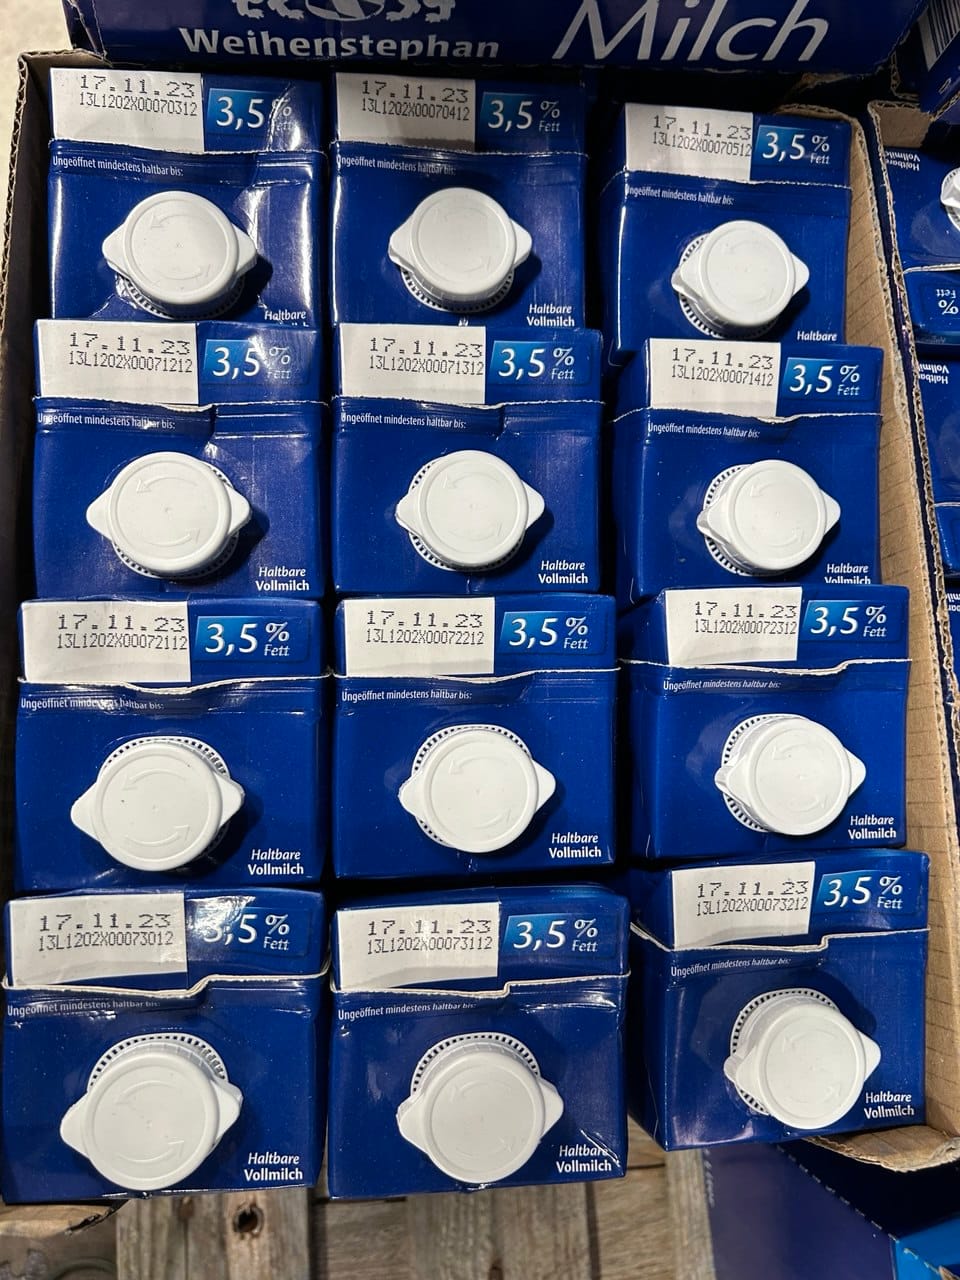 Weihenstephan Milch
17.11.23
13L1202X00070312
3,5 % Fett
Ungeöffnet mindestens haltbar bis:
Haltbare
17.11.23
13L1202X00070412
3,5 % Fett
Ungeöffnet mindestens haltbar bis:
Haltbare
Vollmilch
17.11.23
13L1202X00070512
3,5 % Fett
Ungeöffnet mindestens haltbar bis:
Haltbare
17.11.23
13L1202X00071212
3,5 % Fett
Ungeöffnet mindestens haltbar bis:
Haltbare
Vollmilch
17.11.23
13L1202X00071312
3,5 % Fett
Ungeöffnet mindestens haltbar bis:
Haltbare
Vollmilch
17.11.23
13L1202X00071412
3,5 % Fett
Ungeöffnet mindestens haltbar bis:
Haltbare
Vollmilch
17.11.23
13L1202X00072112
3,5 % Fett
Ungeöffnet mindestens haltbar bis:
Haltbare
Vollmilch
17.11.23
13L1202X00072212
3,5 % Fett
Ungeöffnet mindestens haltbar bis:
Haltbare
Vollmilch
17.11.23
13L1202X00072312
3,5 % Fett
Ungeöffnet mindestens haltbar bis:
Haltbare
Vollmilch
17.11.23
13L1202X00073012
3,5 % Fett
Ungeöffnet mindestens haltbar bis:
Haltbare
Vollmilch
17.11.23
13L1202X00073112
3,5 % Fett
Ungeöffnet mindestens haltbar bis:
Haltbare
Vollmilch
17.11.23
13L1202X00073212
3,5 % Fett
Ungeöffnet mindestens haltbar bis:
Haltbare
Vollmilch